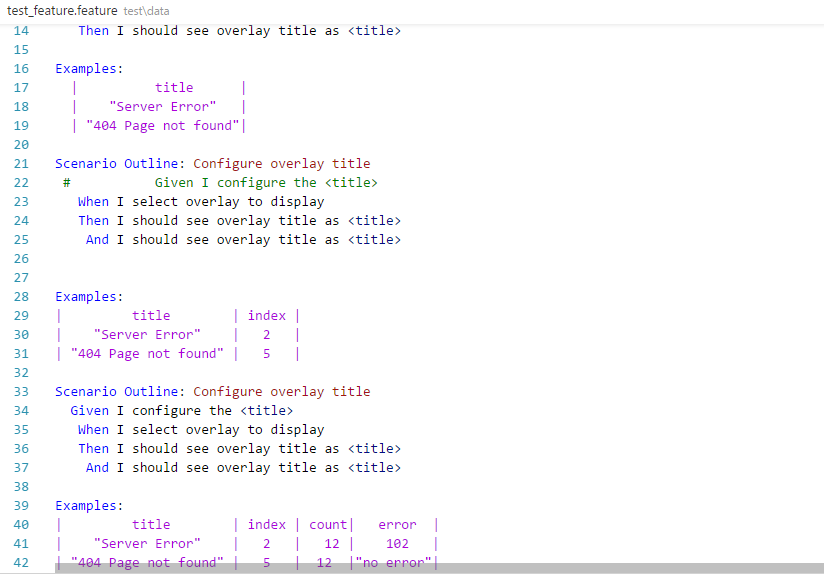 test_feature.feature test\data
14 Then I should see overlay title as <title>
15
16 Examples:
17 | title |
18 | "Server Error" |
19 | "404 Page not found"|
20
21 Scenario Outline: Configure overlay title
22 # Given I configure the <title>
23 When I select overlay to display
24 Then I should see overlay title as <title>
25 And I should see overlay title as <title>
26
27
28 Examples:
29 | title | index |
30 | "Server Error" | 2 |
31 | "404 Page not found" | 5 |
32
33 Scenario Outline: Configure overlay title
34 Given I configure the <title>
35 When I select overlay to display
36 Then I should see overlay title as <title>
37 And I should see overlay title as <title>
38
39 Examples:
40 | title | index | count| error |
41 | "Server Error" | 2 | 12 | 102 |
42 | "404 Page not found" | 5 | 12 |"no error"|